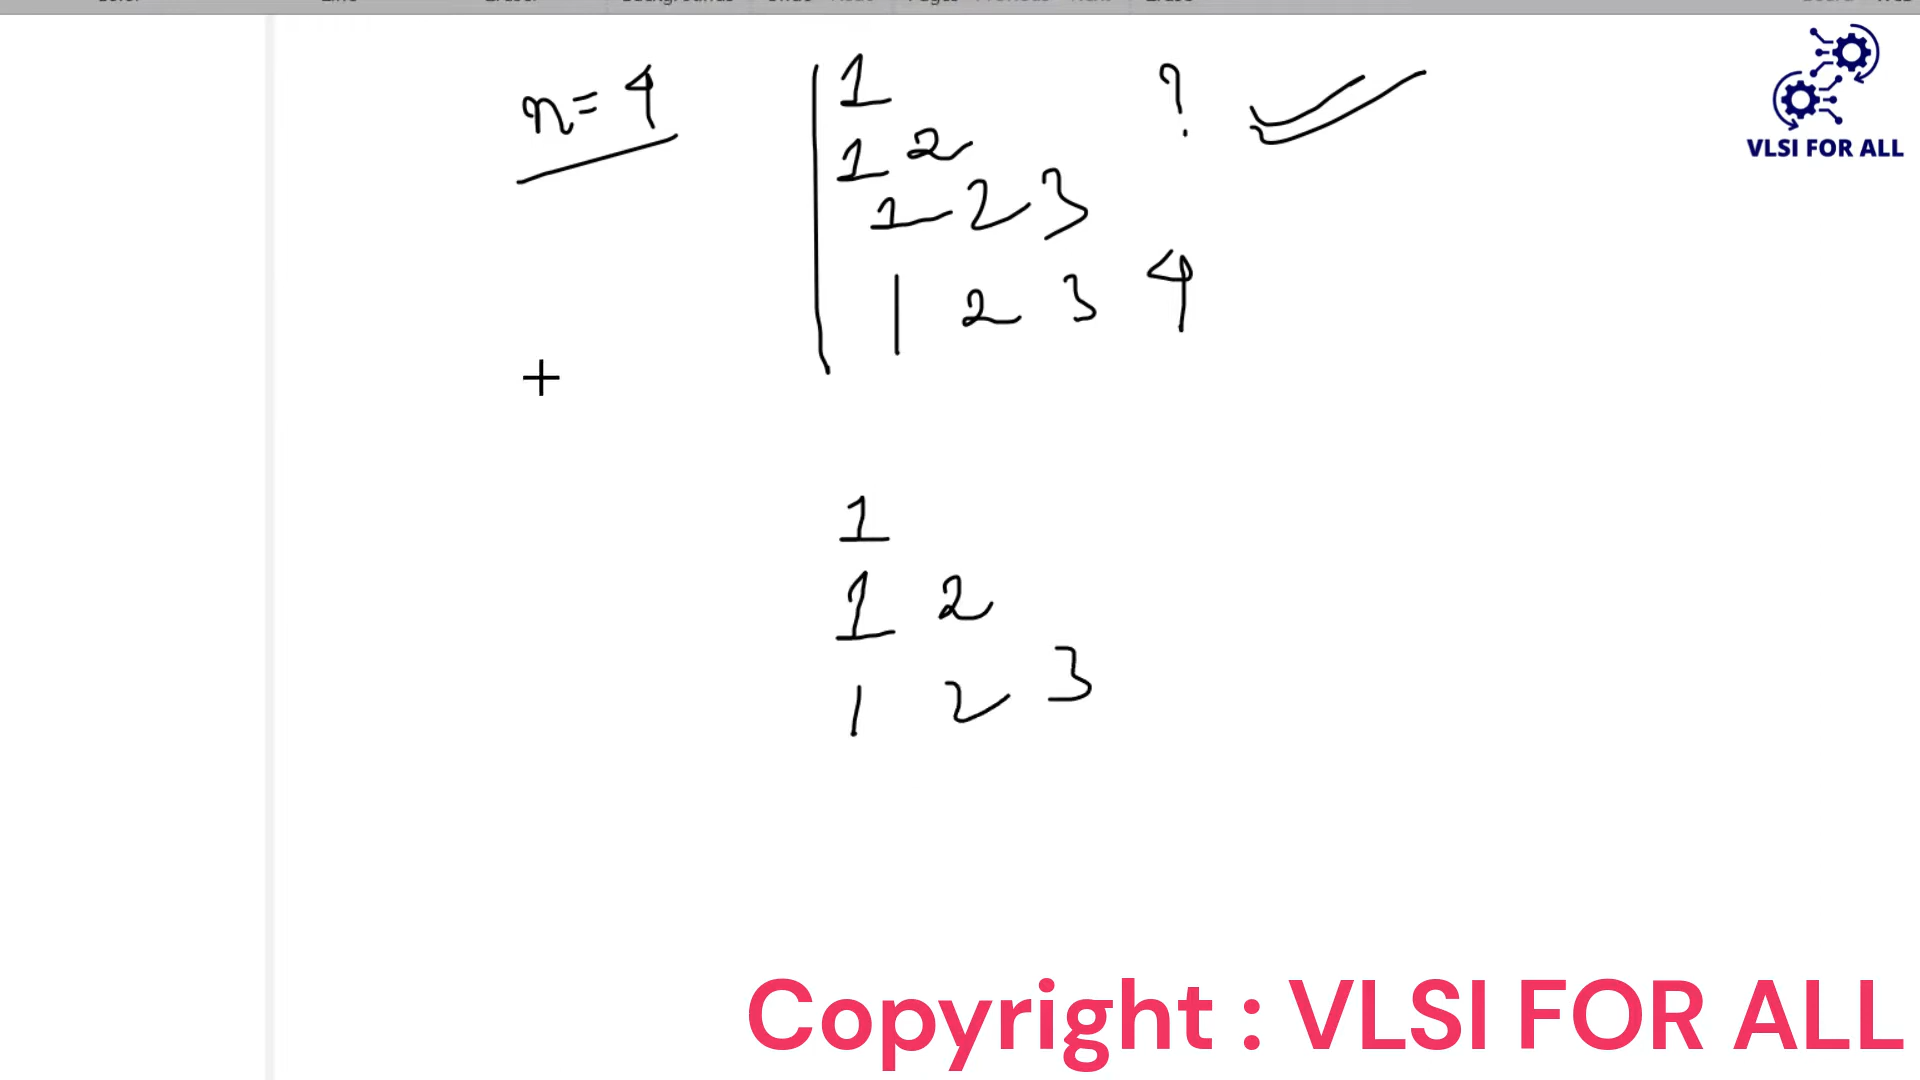 n=4
1 ?
1 2
1 2 3
1 2 3 4
1
1 2
1 2 3
VLSI FOR ALL
Copyright : VLSI FOR ALL